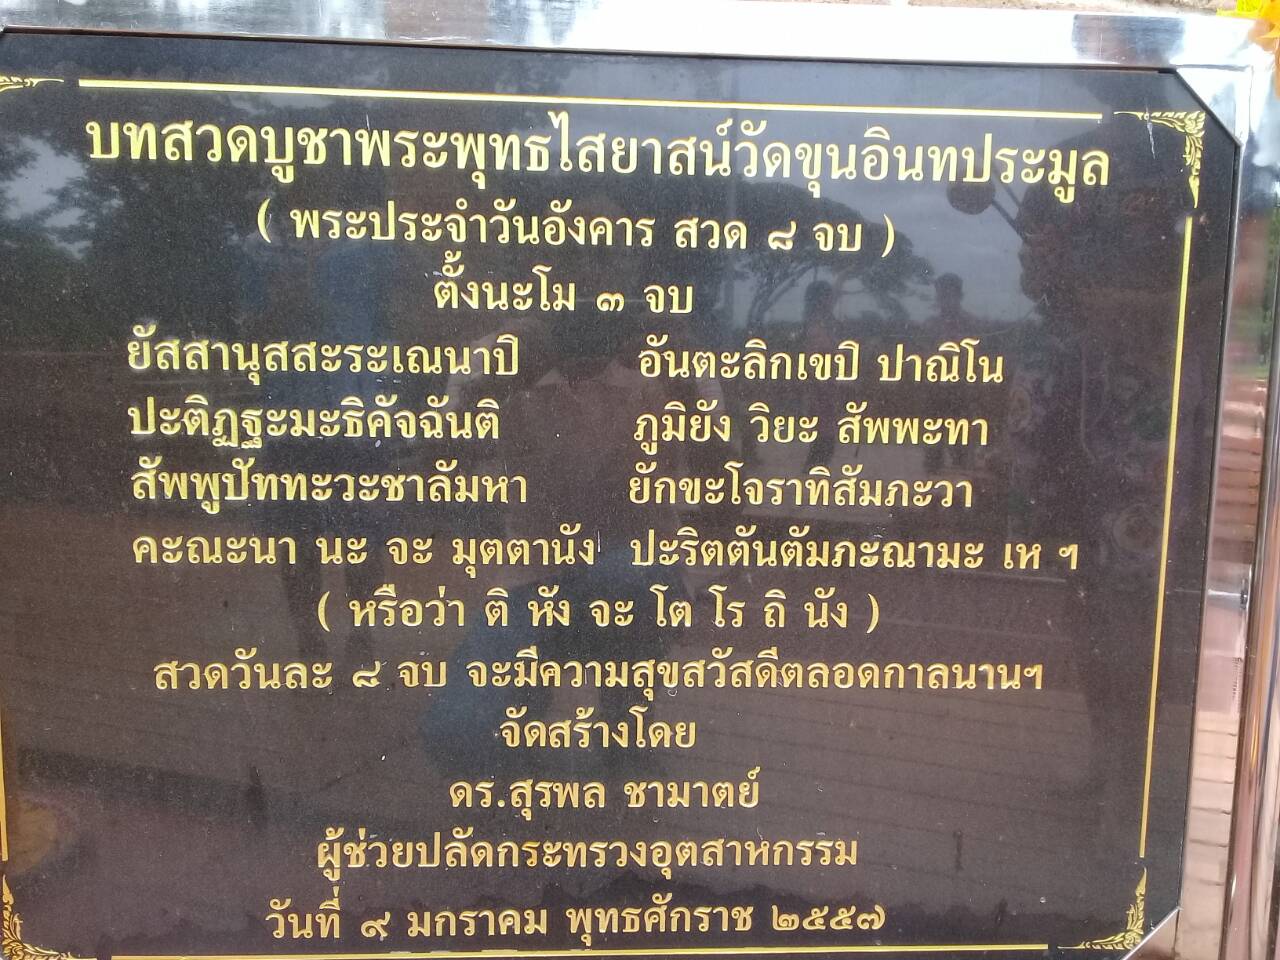 บทสวดบูชาพระพุทธไสยาสน์วัดขุนอินทประมูล
( พระประจำวันอังคาร สวด ๘ จบ )
ตั้งนะโม ๓ จบ
ยัสสานุสสะระเณนาปิ อันตะลิกเขปิ ปาณิโน
ปะติฏฐะมะธิคัจฉันติ ภูมิยัง วิยะ สัพพะทา
สัพพูปัททะวะชาลัมหา ยักขะโจราทิสัมภะวา
คะณะนา นะ จะ มุตตานัง ปะริตตันตัมภะณามะ เห ฯ
( หรือว่า ติ หัง จะ โต โร ถิ นัง )
สวดวันละ ๘ จบ จะมีความสุขสวัสดีตลอดกาลนานฯ
จัดสร้างโดย
ดร.สุรพล ชามาตย์
ผู้ช่วยปลัดกระทรวงอุตสาหกรรม
วันที่ ๙ มกราคม พุทธศักราช ๒๕๕๗